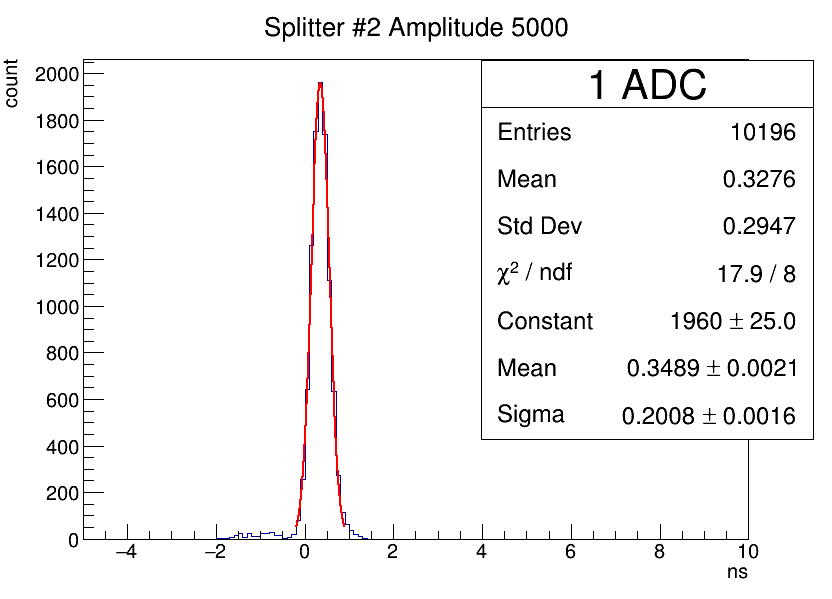 Splitter #2 Amplitude 5000
count
1 ADC
Entries 10196
Mean 0.3276
Std Dev 0.2947
χ² / ndf 17.9 / 8
Constant 1960 ± 25.0
Mean 0.3489 ± 0.0021
Sigma 0.2008 ± 0.0016
2000
1800
1600
1400
1200
1000
800
600
400
200
0
−4 −2 0 2 4 6 8 10
ns